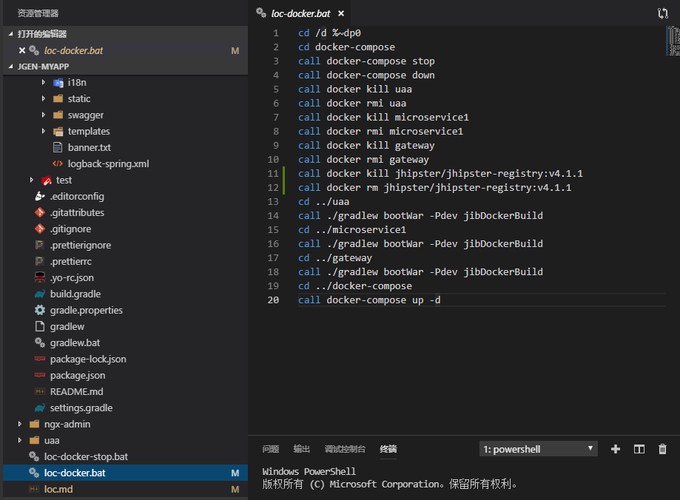 资源管理器
打开的编辑器
loc-docker.bat M
JGEN-MYAPP
i18n
static
swagger
templates
banner.txt
logback-spring.xml
test
.editorconfig
.gitattributes
.gitignore
.prettierignore
.prettierrc
.yo-rc.json
build.gradle
gradle.properties
gradlew
gradlew.bat
package-lock.json
package.json
README.md
settings.gradle
ngx-admin
uaa
loc-docker-stop.bat
loc-docker.bat M
loc.md M
loc-docker.bat
1 cd /d %~dp0
2 cd docker-compose
3 call docker-compose stop
4 call docker-compose down
5 call docker kill uaa
6 call docker rmi uaa
7 call docker kill microservice1
8 call docker rmi microservice1
9 call docker kill gateway
10 call docker rmi gateway
11 call docker kill jhipster/jhipster-registry:v4.1.1
12 call docker rm jhipster/jhipster-registry:v4.1.1
13 cd ../uaa
14 call ./gradlew bootWar -Pdev jibDockerBuild
15 cd ../microservice1
16 call ./gradlew bootWar -Pdev jibDockerBuild
17 cd ../gateway
18 call ./gradlew bootWar -Pdev jibDockerBuild
19 cd ../docker-compose
20 call docker-compose up -d
问题 输出 调试控制台 终端 1: powershell
Windows PowerShell
版权所有 (C) Microsoft Corporation。保留所有权利。